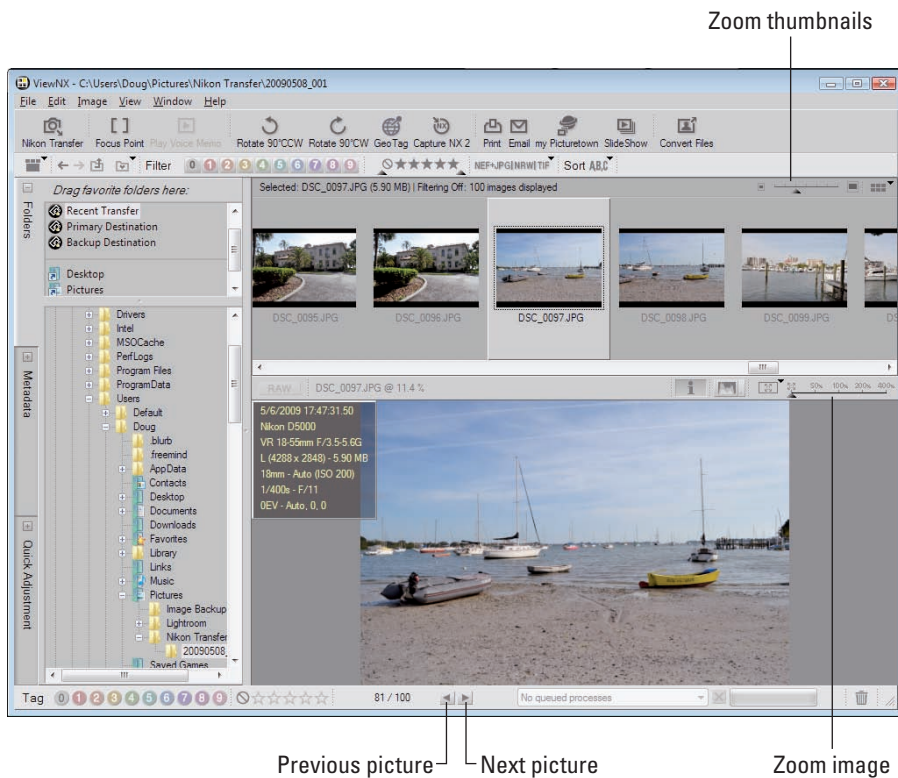 Zoom thumbnails
ViewNX - C:\Users\Doug\Pictures\Nikon Transfer\20090508_001
File Edit Image View Window Help
Nikon Transfer Focus Point Play Voice Memo Rotate 90°CCW Rotate 90°CW GeoTag Capture NX 2 Print Email my Picturetown SlideShow Convert Files
Filter 0 1 2 3 4 5 6 7 8 9 NEF+JPG NRW TIF Sort A,B,C
Drag favorite folders here:
Selected: DSC_0097.JPG (5.90 MB) | Filtering Off: 100 images displayed
Folders
Recent Transfer
Primary Destination
Backup Destination
Desktop
Pictures
DSC_0095.JPG DSC_0096.JPG DSC_0097.JPG DSC_0098.JPG DSC_0099.JPG DS
Metadata
Drivers
Intel
MSOCache
PerfLogs
Program Files
ProgramData
Users
Default
Doug
.blurb
.freemind
AppData
Contacts
Desktop
Documents
Downloads
Favorites
Library
Links
Music
Pictures
Image Backup
Lightroom
Nikon Transfer
20090508_
Saved Games
Quick Adjustment
RAW DSC_0097.JPG @ 11.4 % i 50% 100% 200% 400%
5/6/2009 17:47:31.50
Nikon D5000
VR 18-55mm F/3.5-5.6G
L (4288 x 2848) - 5.90 MB
18mm - Auto (ISO 200)
1/400s - F/11
0EV - Auto, 0, 0
Tag 0 1 2 3 4 5 6 7 8 9 81 / 100 No queued processes
Previous picture Next picture Zoom image